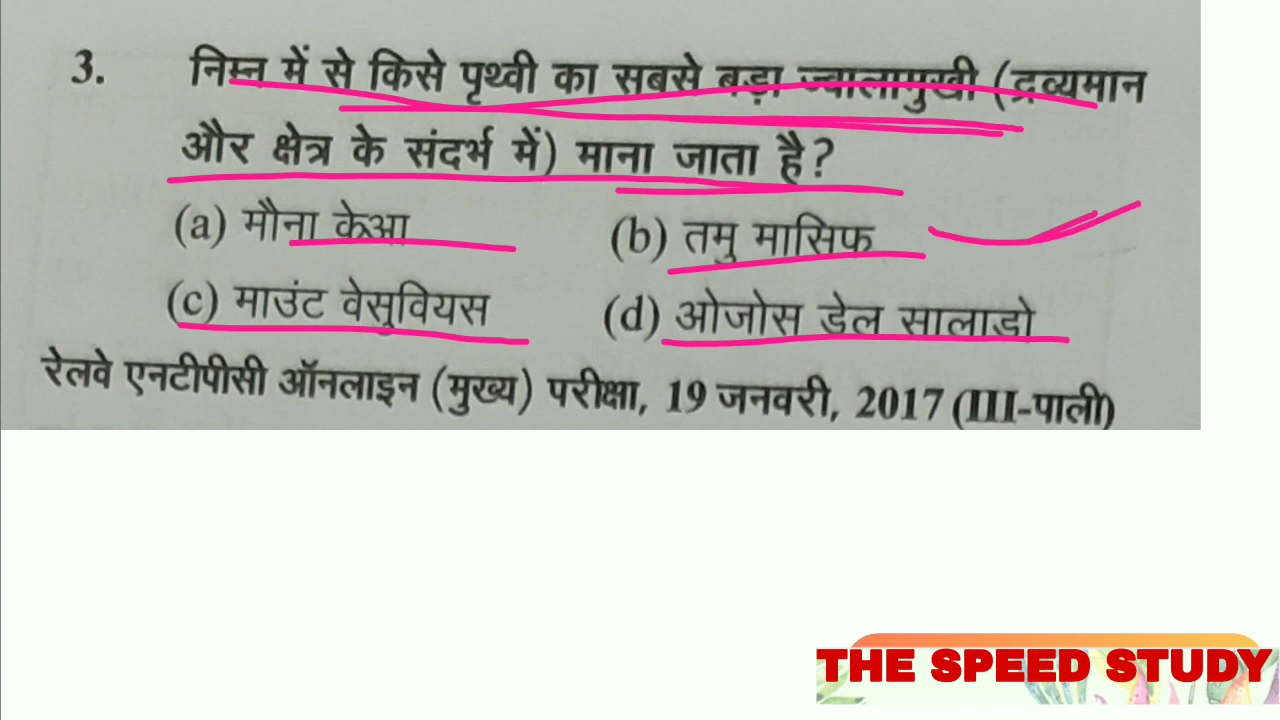 3. निम्न में से किसे पृथ्वी का सबसे बड़ा ज्वालामुखी (द्रव्यमान
और क्षेत्र के संदर्भ में) माना जाता है?
(a) मौना केआ (b) तमु मासिफ
(c) माउंट वेसुवियस (d) ओजोस डेल सालाडो
रेलवे एनटीपीसी ऑनलाइन (मुख्य) परीक्षा, 19 जनवरी, 2017 (III-पाली)
THE SPEED STUDY